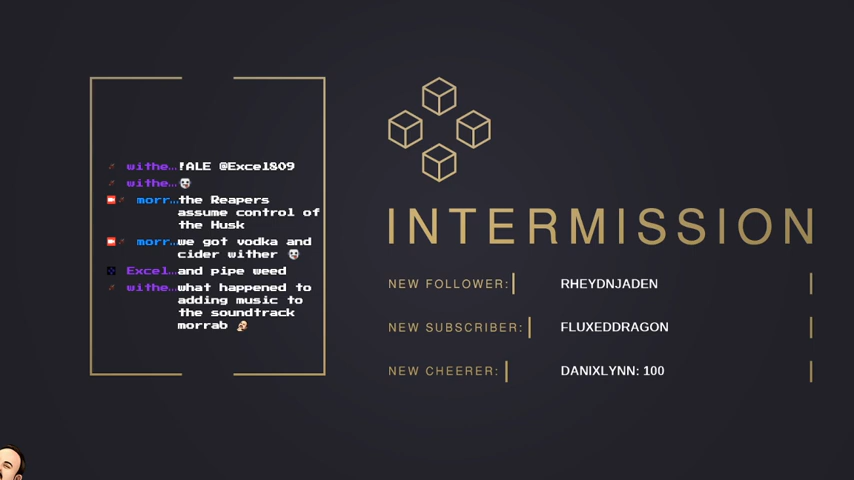 withe…!ALE @Excel809
withe…
morr…the Reapers
assume control of
the Husk
morr…we got vodka and
cider wither
Excel…and pipe weed
withe…what happened to
adding music to
the soundtrack
morrab
INTERMISSION
NEW FOLLOWER: RHEYDNJADEN
NEW SUBSCRIBER: FLUXEDDRAGON
NEW CHEERER: DANIXLYNN: 100